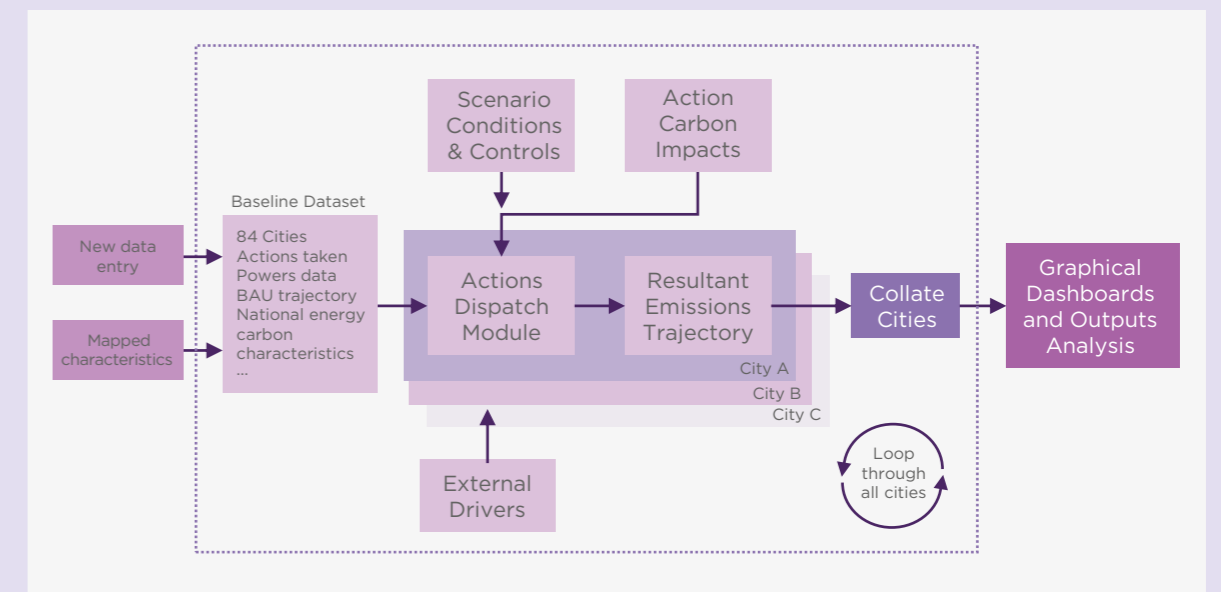 Scenario
Conditions
& Controls
Action
Carbon
Impacts
Baseline Dataset
84 Cities
Actions taken
Powers data
BAU trajectory
National energy
carbon
characteristics
...
New data
entry
Mapped
characteristics
Actions
Dispatch
Module
Resultant
Emissions
Trajectory
City A
City B
City C
Collate
Cities
Graphical
Dashboards
and Outputs
Analysis
External
Drivers
Loop
through
all cities